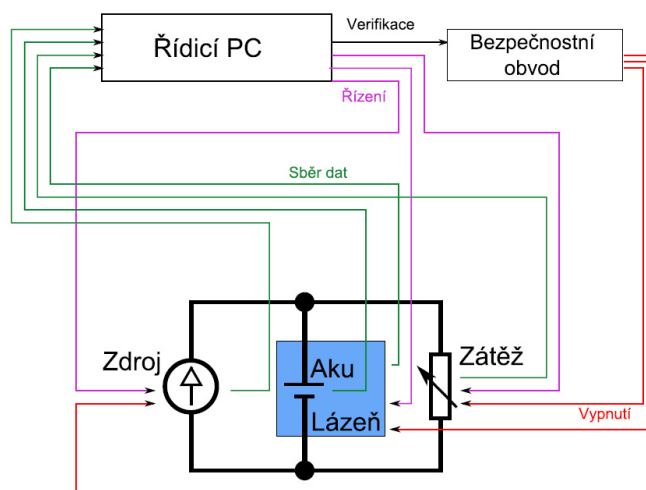 Řídicí PC
Verifikace
Bezpečnostní
obvod
Řízení
Sběr dat
Zdroj
Aku
Lázeň
Zátěž
Vypnutí